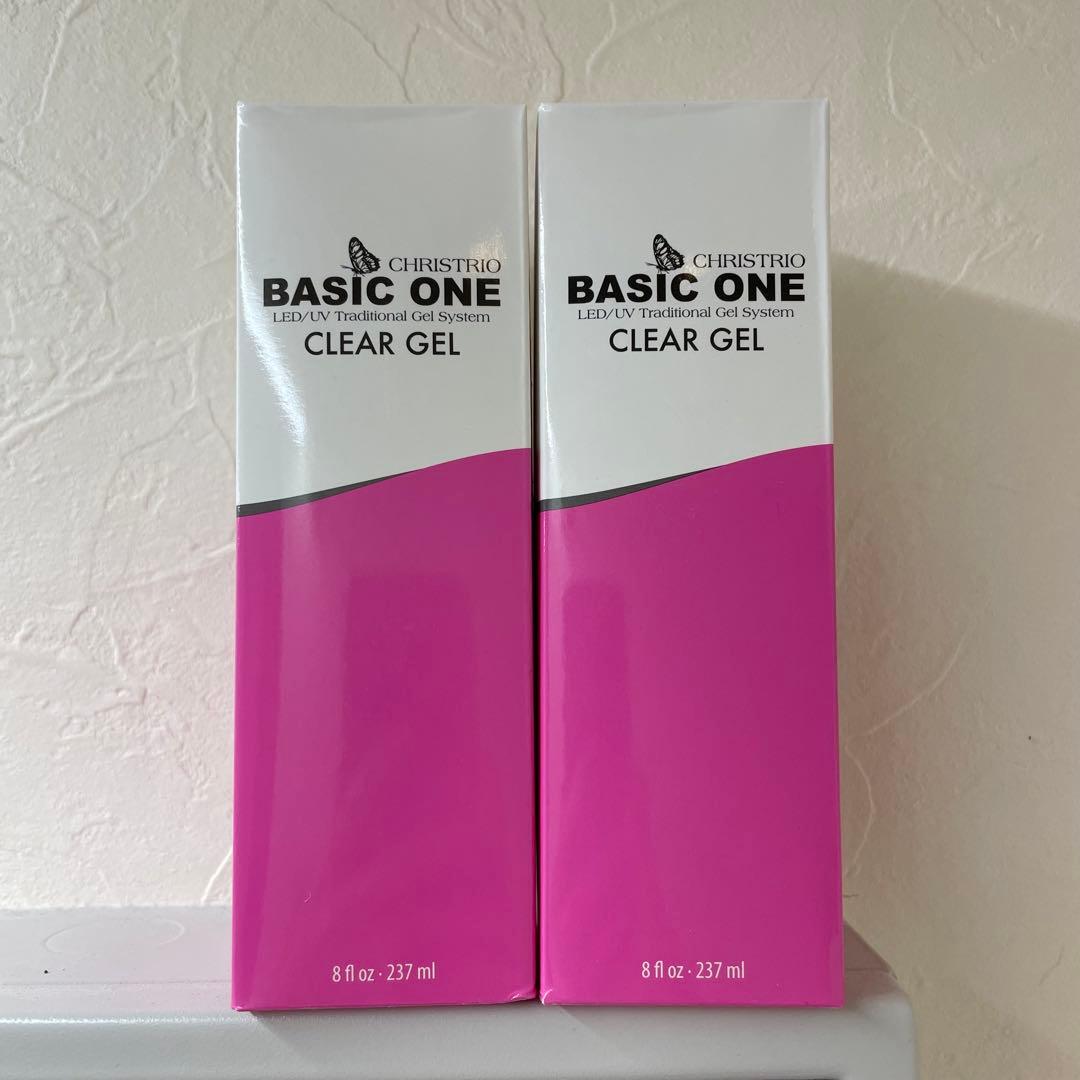 CHRISTRIO
BASIC ONE
LED/UV Traditional Gel System
CLEAR GEL
8 fl oz · 237 ml
CHRISTRIO
BASIC ONE
LED/UV Traditional Gel System
CLEAR GEL
8 fl oz · 237 ml